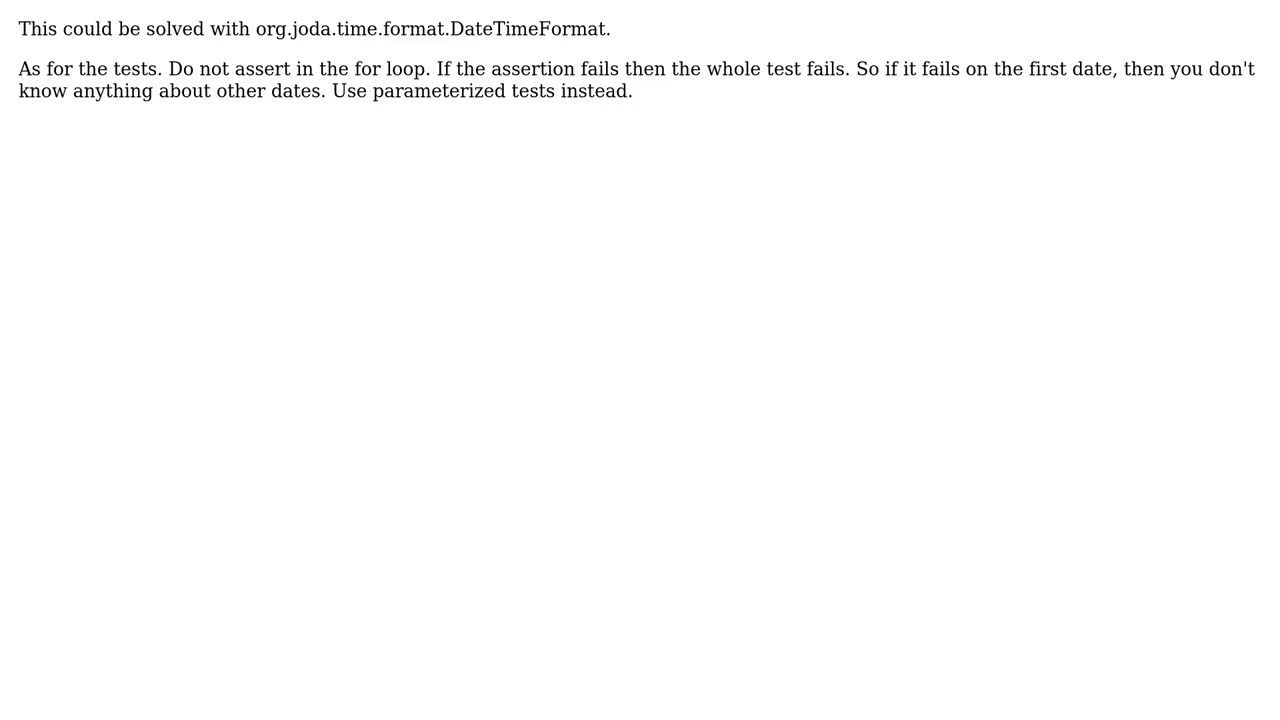 This could be solved with org.joda.time.format.DateTimeFormat.
As for the tests. Do not assert in the for loop. If the assertion fails then the whole test fails. So if it fails on the first date, then you don't
know anything about other dates. Use parameterized tests instead.